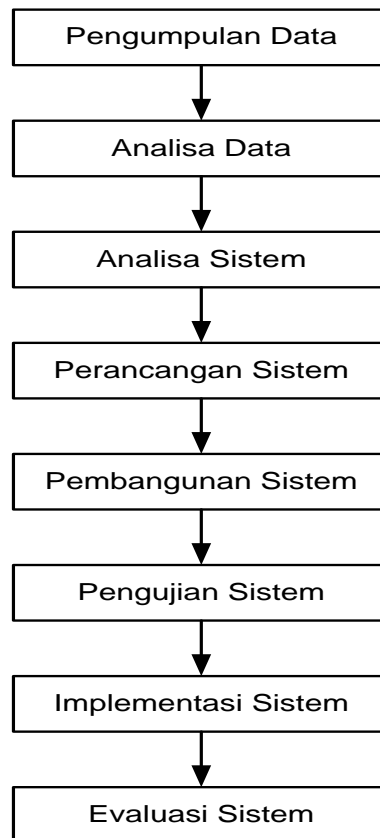 Pengumpulan Data
Analisa Data
Analisa Sistem
Perancangan Sistem
Pembangunan Sistem
Pengujian Sistem
Implementasi Sistem
Evaluasi Sistem